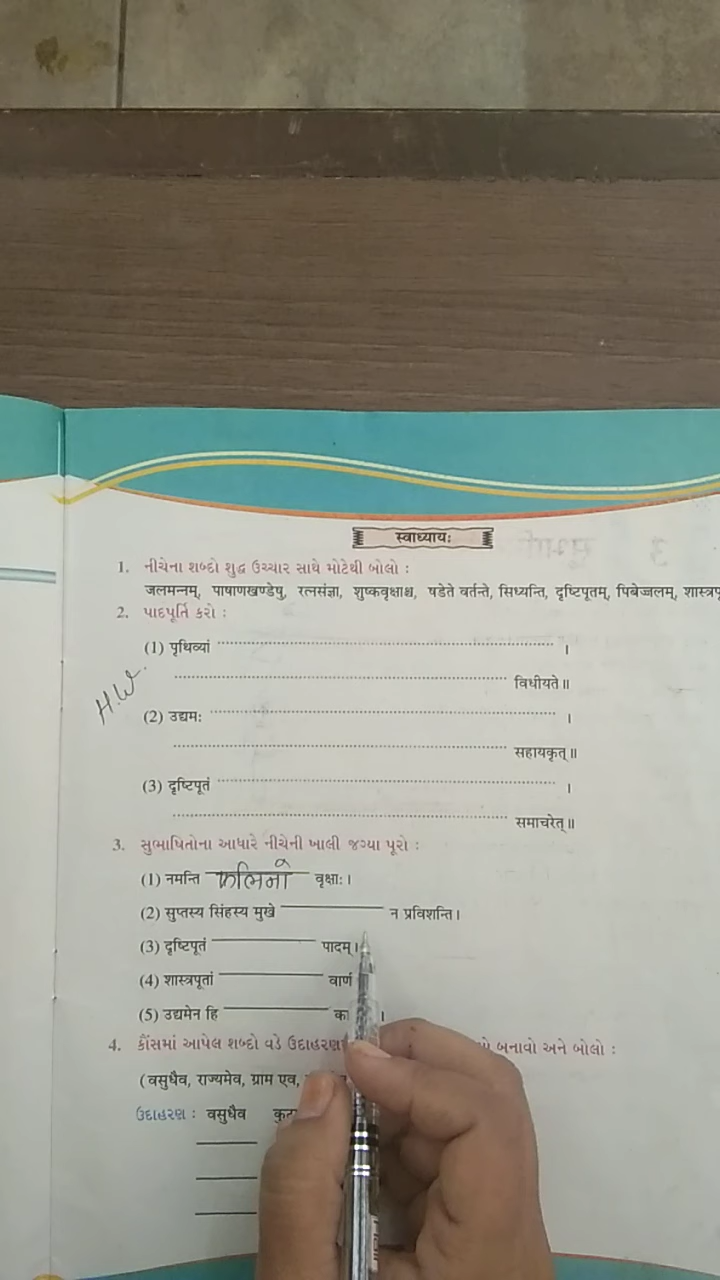 स्वाध्यायः
1. નીચેના શબ્દો શુદ્ધ ઉચ્ચાર સાથે મોટેથી બોલો :
जलमन्नम्, पाषाणखण्डेषु, रत्नसंज्ञा, शुष्कवृक्षाश्च, षडेते वर्तन्ते, सिध्यन्ति, दृष्टिपूतम्, पिबेज्जलम्,
2. પાદપૂર્તિ કરો :
(1) पृथिव्यां ।
विधीयते॥
H.W.
(2) उद्यमः ।
सहायकृत्॥
(3) दृष्टिपूतं ।
समाचरेत्॥
3. સુભાષિતોના આધારે નીચેની ખાલી જગ્યા પૂરો :
(1) नमन्ति फलिनो वृक्षाः।
(2) सुप्तस्य सिंहस्य मुखे न प्रविशन्ति।
(3) दृष्टिपूतं पादम्।
(4) शास्त्रपूतां
(5) उद्यमेन हि
4. કૌંસમાં આપેલ શબ્દો વડે બનાવો અને બોલો :
(वसुधैव, राज्यमेव, ग्राम एव,
ઉદાહરણ : वसुधैव